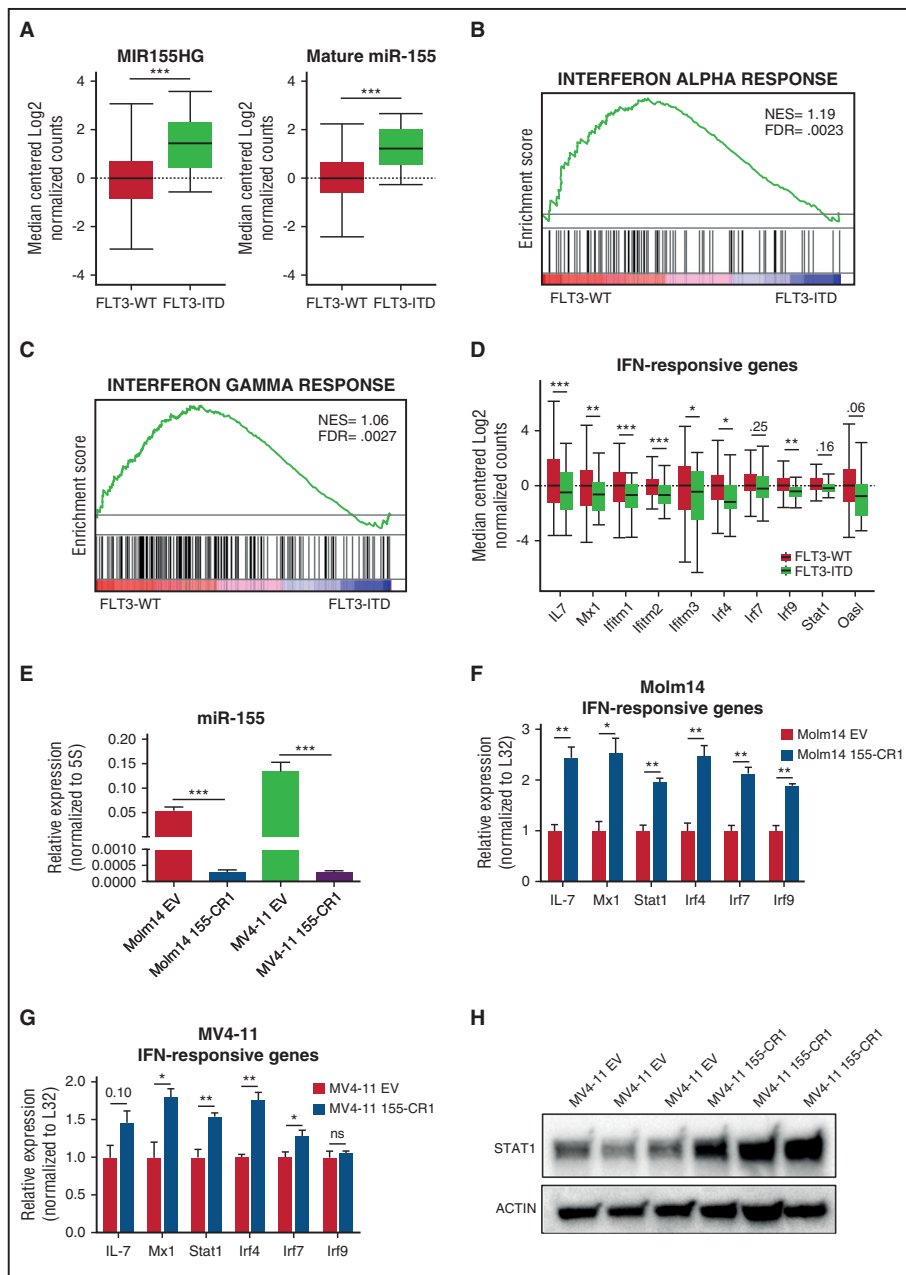 A
MIR155HG
Mature miR-155
***
***
Median centered Log2
normalized counts
4
2
0
-2
-4
Median centered Log2
normalized counts
4
2
0
-2
-4
FLT3-WT FLT3-ITD
FLT3-WT FLT3-ITD
B
INTERFERON ALPHA RESPONSE
NES= 1.19
FDR= .0023
Enrichment score
FLT3-WT
FLT3-ITD
C
INTERFERON GAMMA RESPONSE
NES= 1.06
FDR= .0027
Enrichment score
FLT3-WT
FLT3-ITD
D
IFN-responsive genes
*** ** *** *** * * .25 ** .16 .06
Median centered Log2
normalized counts
4
0
-4
FLT3-WT
FLT3-ITD
IL7 Mx1 Ifitm1 Ifitm2 Ifitm3 Irf4 Irf7 Irf9 Stat1 Oasl
E
miR-155
*** ***
Relative expression
(normalized to 5S)
0.20
0.15
0.10
0.05
0.0010
0.0005
0.0000
Molm14 EV
Molm14 155-CR1
MV4-11 EV
MV4-11 155-CR1
F
Molm14
IFN-responsive genes
Molm14 EV
Molm14 155-CR1
** * ** ** ** **
Relative expression
(normalized to L32)
3
2
1
0
IL-7 Mx1 Stat1 Irf4 Irf7 Irf9
G
MV4-11
IFN-responsive genes
MV4-11 EV
MV4-11 155-CR1
0.10 * ** ** * ns
Relative expression
(normalized to L32)
2.0
1.5
1.0
0.5
0.0
IL-7 Mx1 Stat1 Irf4 Irf7 Irf9
H
MV4-11 EV
MV4-11 EV
MV4-11 EV
MV4-11 155-CR1
MV4-11 155-CR1
MV4-11 155-CR1
STAT1
ACTIN